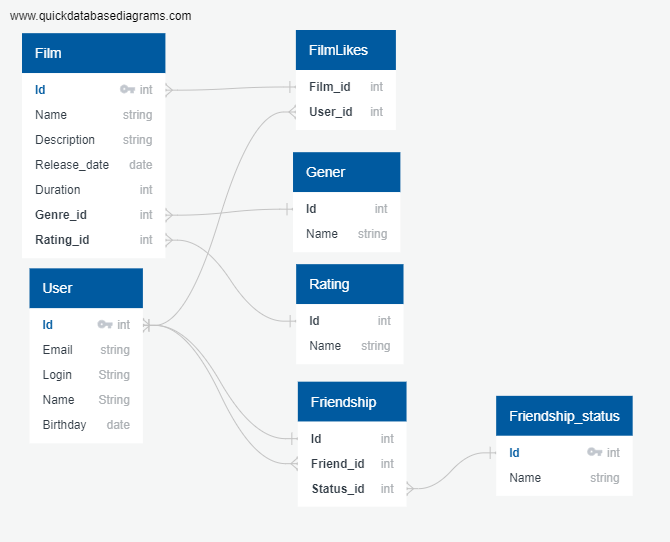 www.quickdatabasediagrams.com
Film
Id int
Name string
Description string
Release_date date
Duration int
Genre_id int
Rating_id int
User
Id int
Email string
Login String
Name String
Birthday date
FilmLikes
Film_id int
User_id int
Gener
Id int
Name string
Rating
Id int
Name string
Friendship
Id int
Friend_id int
Status_id int
Friendship_status
Id int
Name string